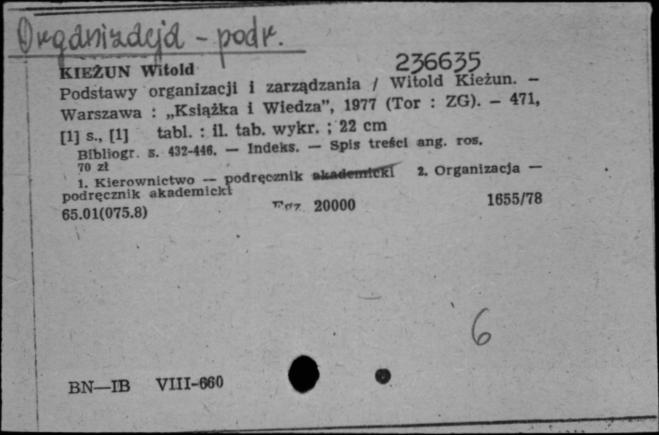 Organizacja - podr.
236635
KIEŻUN Witold
Podstawy organizacji i zarządzania / Witold Kieżun. —
Warszawa : „Książka i Wiedza", 1977 (Tor : ZG). — 471,
[1] s., [1] tabl. : il. tab. wykr. ; 22 cm
Bibliogr. s. 432-446. — Indeks. — Spis treści ang. ros.
70 zł
1. Kierownictwo — podręcznik akademicki 2. Organizacja —
podręcznik akademicki
65.01(075.8) Egz. 20000 1655/78
6
BN—IB VIII-660